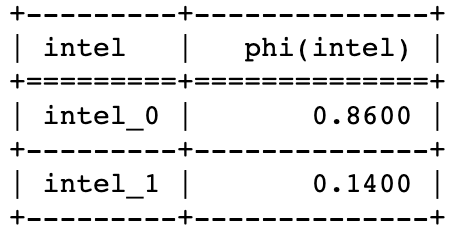 +---------+--------------+
| intel   |   phi(intel) |
+=========+==============+
| intel_0 |       0.8600 |
+---------+--------------+
| intel_1 |       0.1400 |
+---------+--------------+